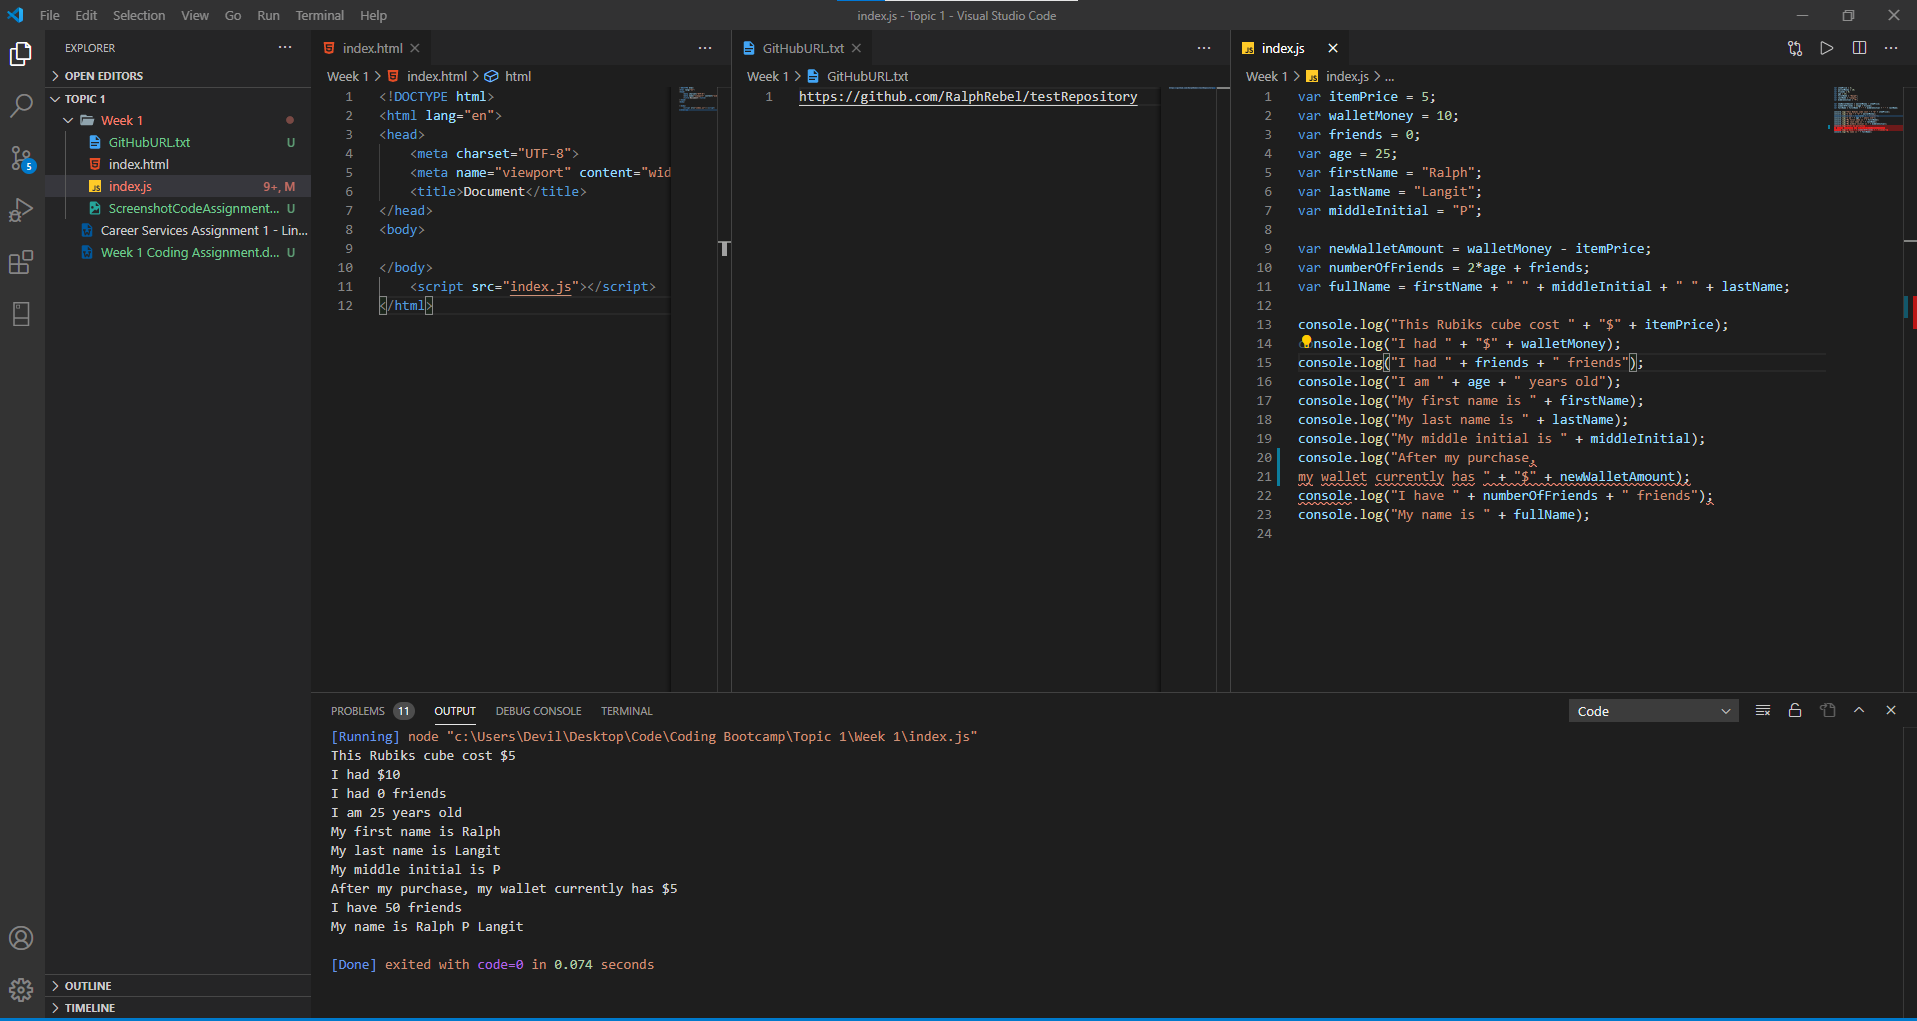 File Edit Selection View Go Run Terminal Help
index.js - Topic 1 - Visual Studio Code
EXPLORER
OPEN EDITORS
TOPIC 1
Week 1
GitHubURL.txt U
index.html
index.js 9+, M
ScreenshotCodeAssignment... U
Career Services Assignment 1 - Lin...
Week 1 Coding Assignment.d... U
OUTLINE
TIMELINE
5
index.html
Week 1 > index.html > html
1 <!DOCTYPE html>
2 <html lang="en">
3 <head>
4 <meta charset="UTF-8">
5 <meta name="viewport" content="wid
6 <title>Document</title>
7 </head>
8 <body>
9
10 </body>
11 <script src="index.js"></script>
12 </html>
GitHubURL.txt
Week 1 > GitHubURL.txt
1 https://github.com/RalphRebel/testRepository
index.js
Week 1 > index.js > ...
1 var itemPrice = 5;
2 var walletMoney = 10;
3 var friends = 0;
4 var age = 25;
5 var firstName = "Ralph";
6 var lastName = "Langit";
7 var middleInitial = "P";
8
9 var newWalletAmount = walletMoney - itemPrice;
10 var numberOfFriends = 2*age + friends;
11 var fullName = firstName + " " + middleInitial + " " + lastName;
12
13 console.log("This Rubiks cube cost " + "$" + itemPrice);
14 console.log("I had " + "$" + walletMoney);
15 console.log("I had " + friends + " friends");
16 console.log("I am " + age + " years old");
17 console.log("My first name is " + firstName);
18 console.log("My last name is " + lastName);
19 console.log("My middle initial is " + middleInitial);
20 console.log("After my purchase,
21 my wallet currently has " + "$" + newWalletAmount);
22 console.log("I have " + numberOfFriends + " friends");
23 console.log("My name is " + fullName);
24
PROBLEMS 11 OUTPUT DEBUG CONSOLE TERMINAL
Code
[Running] node "c:\Users\Devil\Desktop\Code\Coding Bootcamp\Topic 1\Week 1\index.js"
This Rubiks cube cost $5
I had $10
I had 0 friends
I am 25 years old
My first name is Ralph
My last name is Langit
My middle initial is P
After my purchase, my wallet currently has $5
I have 50 friends
My name is Ralph P Langit
[Done] exited with code=0 in 0.074 seconds